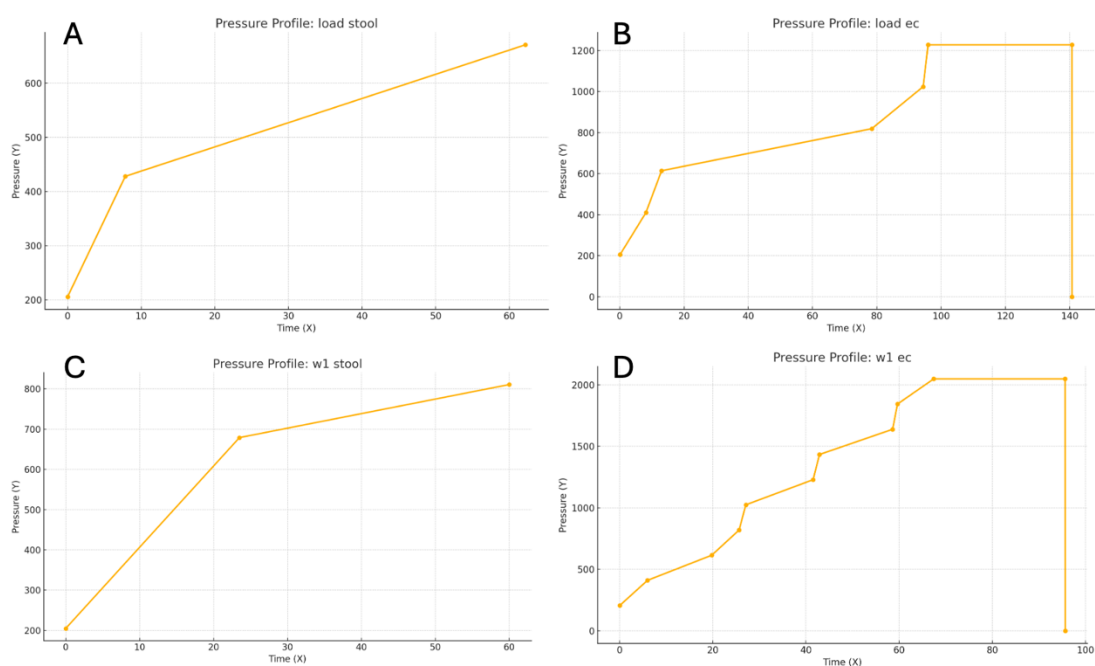 A
Pressure Profile: load stool
600
500
400
300
200
Pressure (Y)
0 10 20 30 40 50 60
Time (X)
B
Pressure Profile: load ec
1200
1000
800
600
400
200
0
Pressure (Y)
0 20 40 60 80 100 120 140
Time (X)
C
Pressure Profile: w1 stool
800
700
600
500
400
300
200
Pressure (Y)
0 10 20 30 40 50 60
Time (X)
D
Pressure Profile: w1 ec
2000
1500
1000
500
0
Pressure (Y)
0 20 40 60 80 100
Time (X)